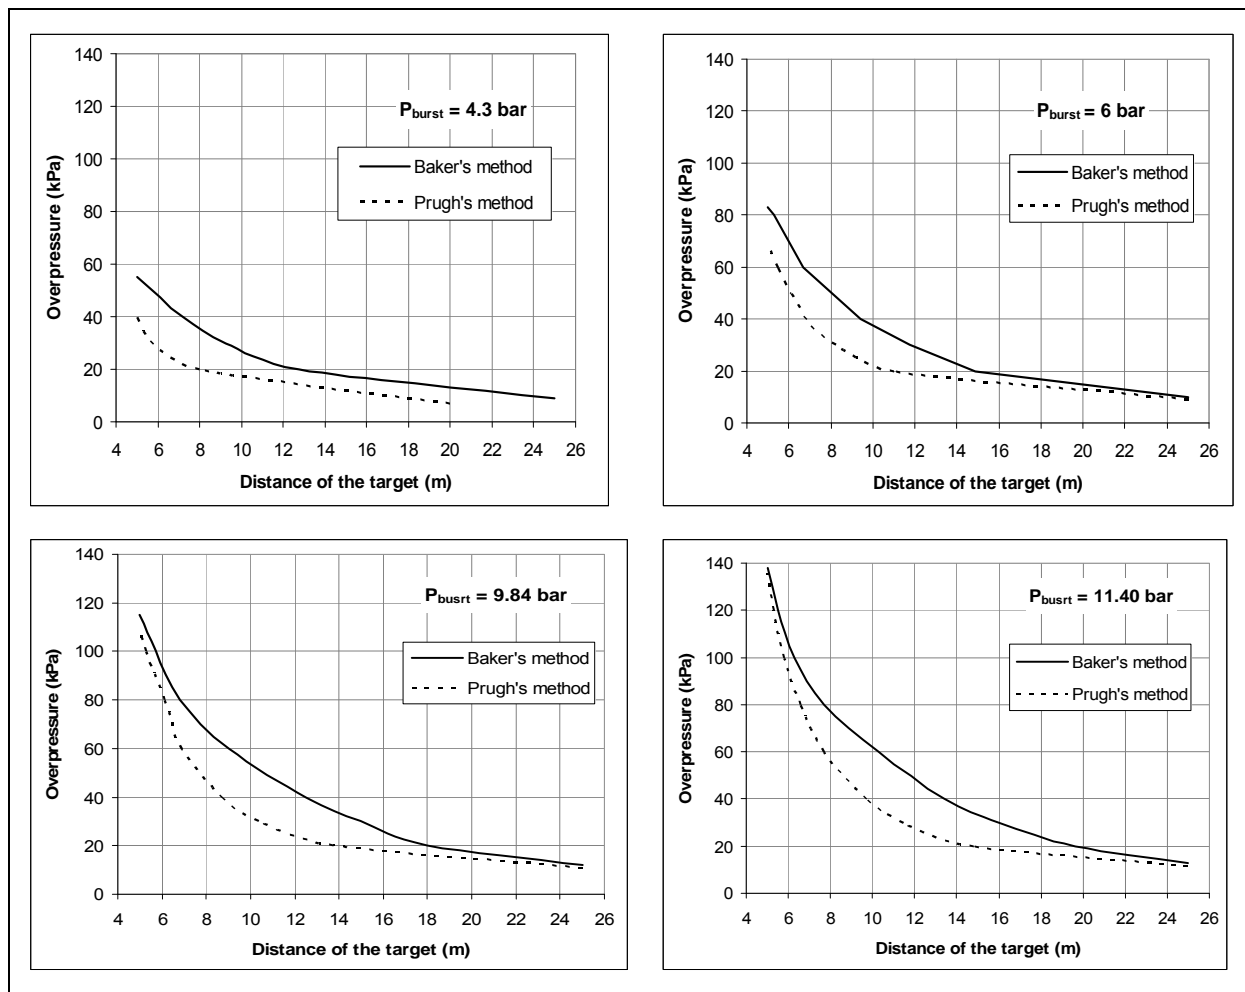 140
120
100
80
60
40
20
0
Overpressure (kPa)
P_burst = 4.3 bar
Baker's method
Prugh's method
4 6 8 10 12 14 16 18 20 22 24 26
Distance of the target (m)
140
120
100
80
60
40
20
0
Overpressure (kPa)
P_burst = 6 bar
Baker's method
Prugh's method
4 6 8 10 12 14 16 18 20 22 24 26
Distance of the target (m)
140
120
100
80
60
40
20
0
Overpressure (kPa)
P_busrt = 9.84 bar
Baker's method
Prugh's method
4 6 8 10 12 14 16 18 20 22 24 26
Distance of the target (m)
140
120
100
80
60
40
20
0
Overpressure (kPa)
P_busrt = 11.40 bar
Baker's method
Prugh's method
4 6 8 10 12 14 16 18 20 22 24 26
Distance of the target (m)